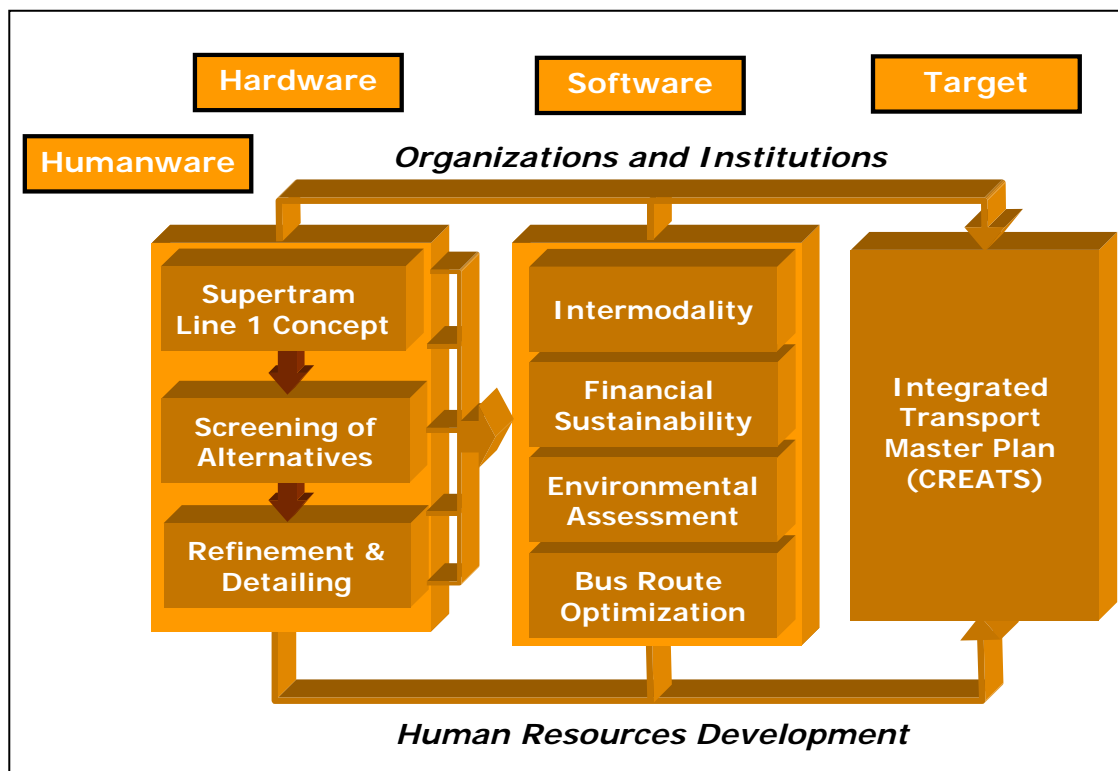 Hardware
Software
Target
Humanware
Organizations and Institutions
Supertram
Line 1 Concept
Screening of
Alternatives
Refinement &
Detailing
Intermodality
Financial
Sustainability
Environmental
Assessment
Bus Route
Optimization
Integrated
Transport
Master Plan
(CREATS)
Human Resources Development